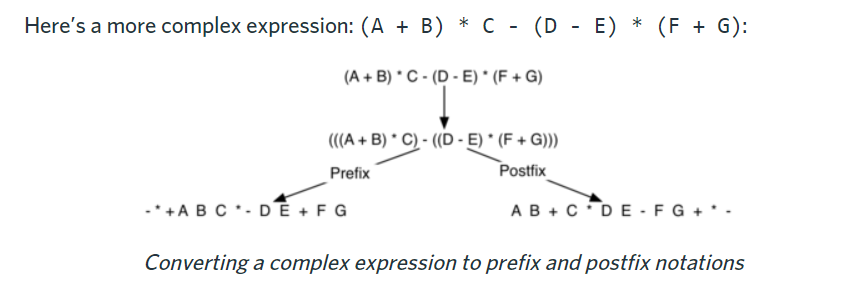 Here's a more complex expression: (A + B) * C - (D - E) * (F + G):
(A + B) * C - (D - E) * (F + G)
(((A + B) * C) - ((D - E) * (F + G)))
Prefix
Postfix
- * + A B C * - D E + F G
A B + C * D E - F G + * -
Converting a complex expression to prefix and postfix notations